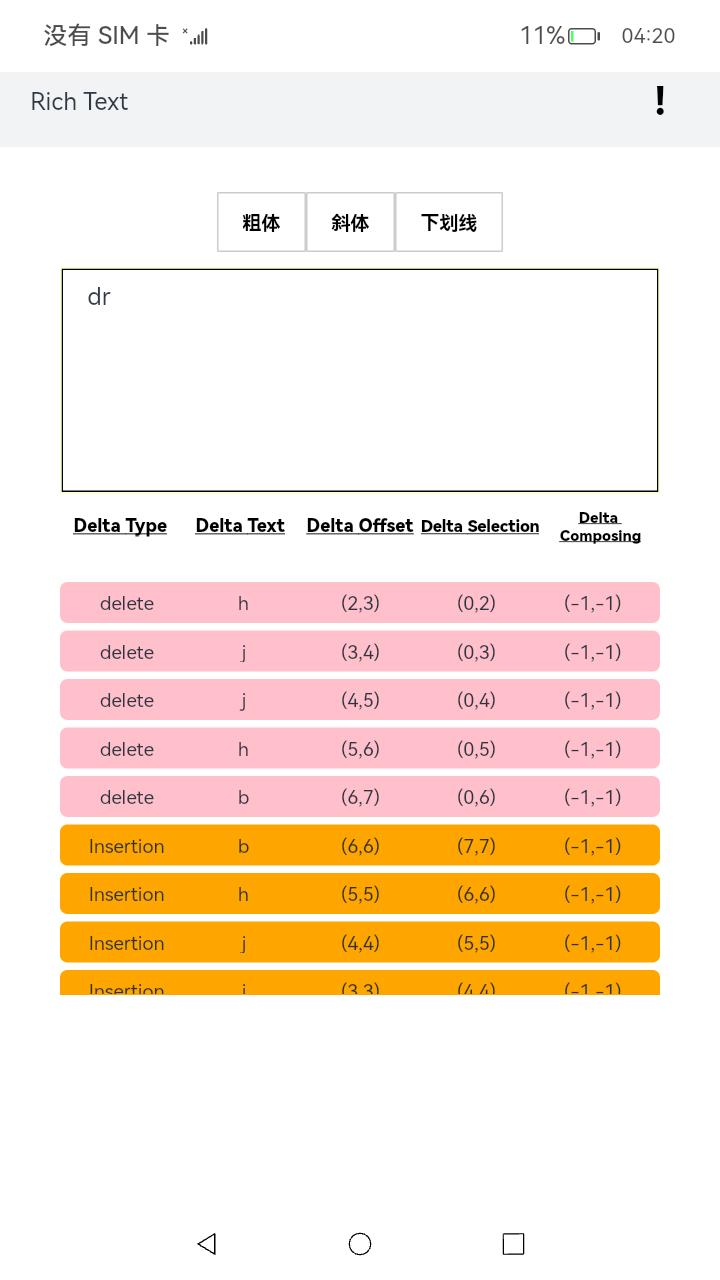 没有 SIM 卡 11% 04:20
Rich Text !
粗体 斜体 下划线
dr
Delta Type Delta Text Delta Offset Delta Selection Delta Composing
delete h (2,3) (0,2) (-1,-1)
delete j (3,4) (0,3) (-1,-1)
delete j (4,5) (0,4) (-1,-1)
delete h (5,6) (0,5) (-1,-1)
delete b (6,7) (0,6) (-1,-1)
Insertion b (6,6) (7,7) (-1,-1)
Insertion h (5,5) (6,6) (-1,-1)
Insertion j (4,4) (5,5) (-1,-1)
Insertion j (3,3) (4,4) (-1,-1)